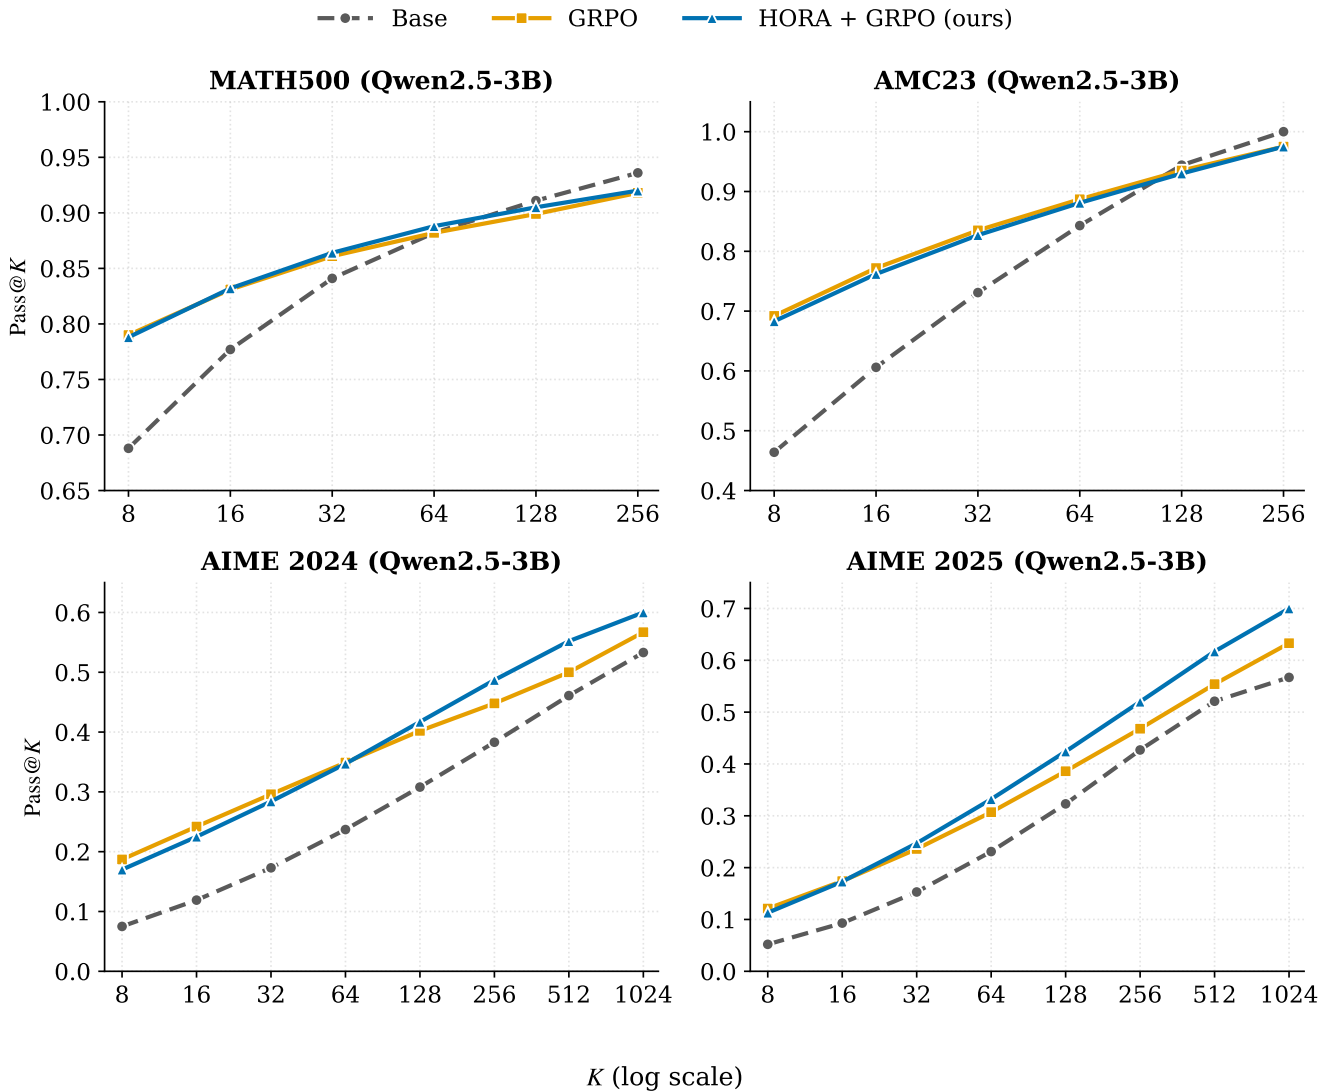 Base GRPO HORA + GRPO (ours)
MATH500 (Qwen2.5-3B)
Pass@K
1.00
0.95
0.90
0.85
0.80
0.75
0.70
0.65
8 16 32 64 128 256
AMC23 (Qwen2.5-3B)
1.0
0.9
0.8
0.7
0.6
0.5
0.4
8 16 32 64 128 256
AIME 2024 (Qwen2.5-3B)
Pass@K
0.6
0.5
0.4
0.3
0.2
0.1
0.0
8 16 32 64 128 256 512 1024
AIME 2025 (Qwen2.5-3B)
0.7
0.6
0.5
0.4
0.3
0.2
0.1
0.0
8 16 32 64 128 256 512 1024
K (log scale)